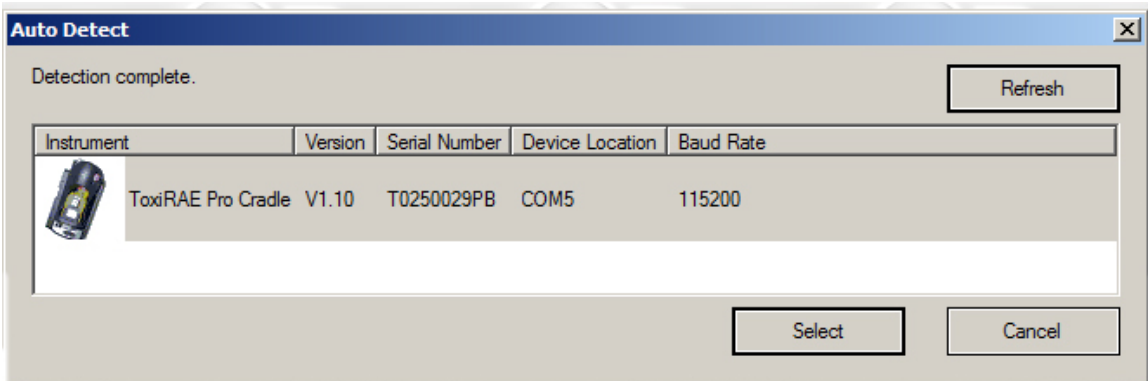 Auto Detect
Detection complete.
Refresh
Instrument Version Serial Number Device Location Baud Rate
ToxiRAE Pro Cradle V1.10 T0250029PB COM5 115200
Select Cancel